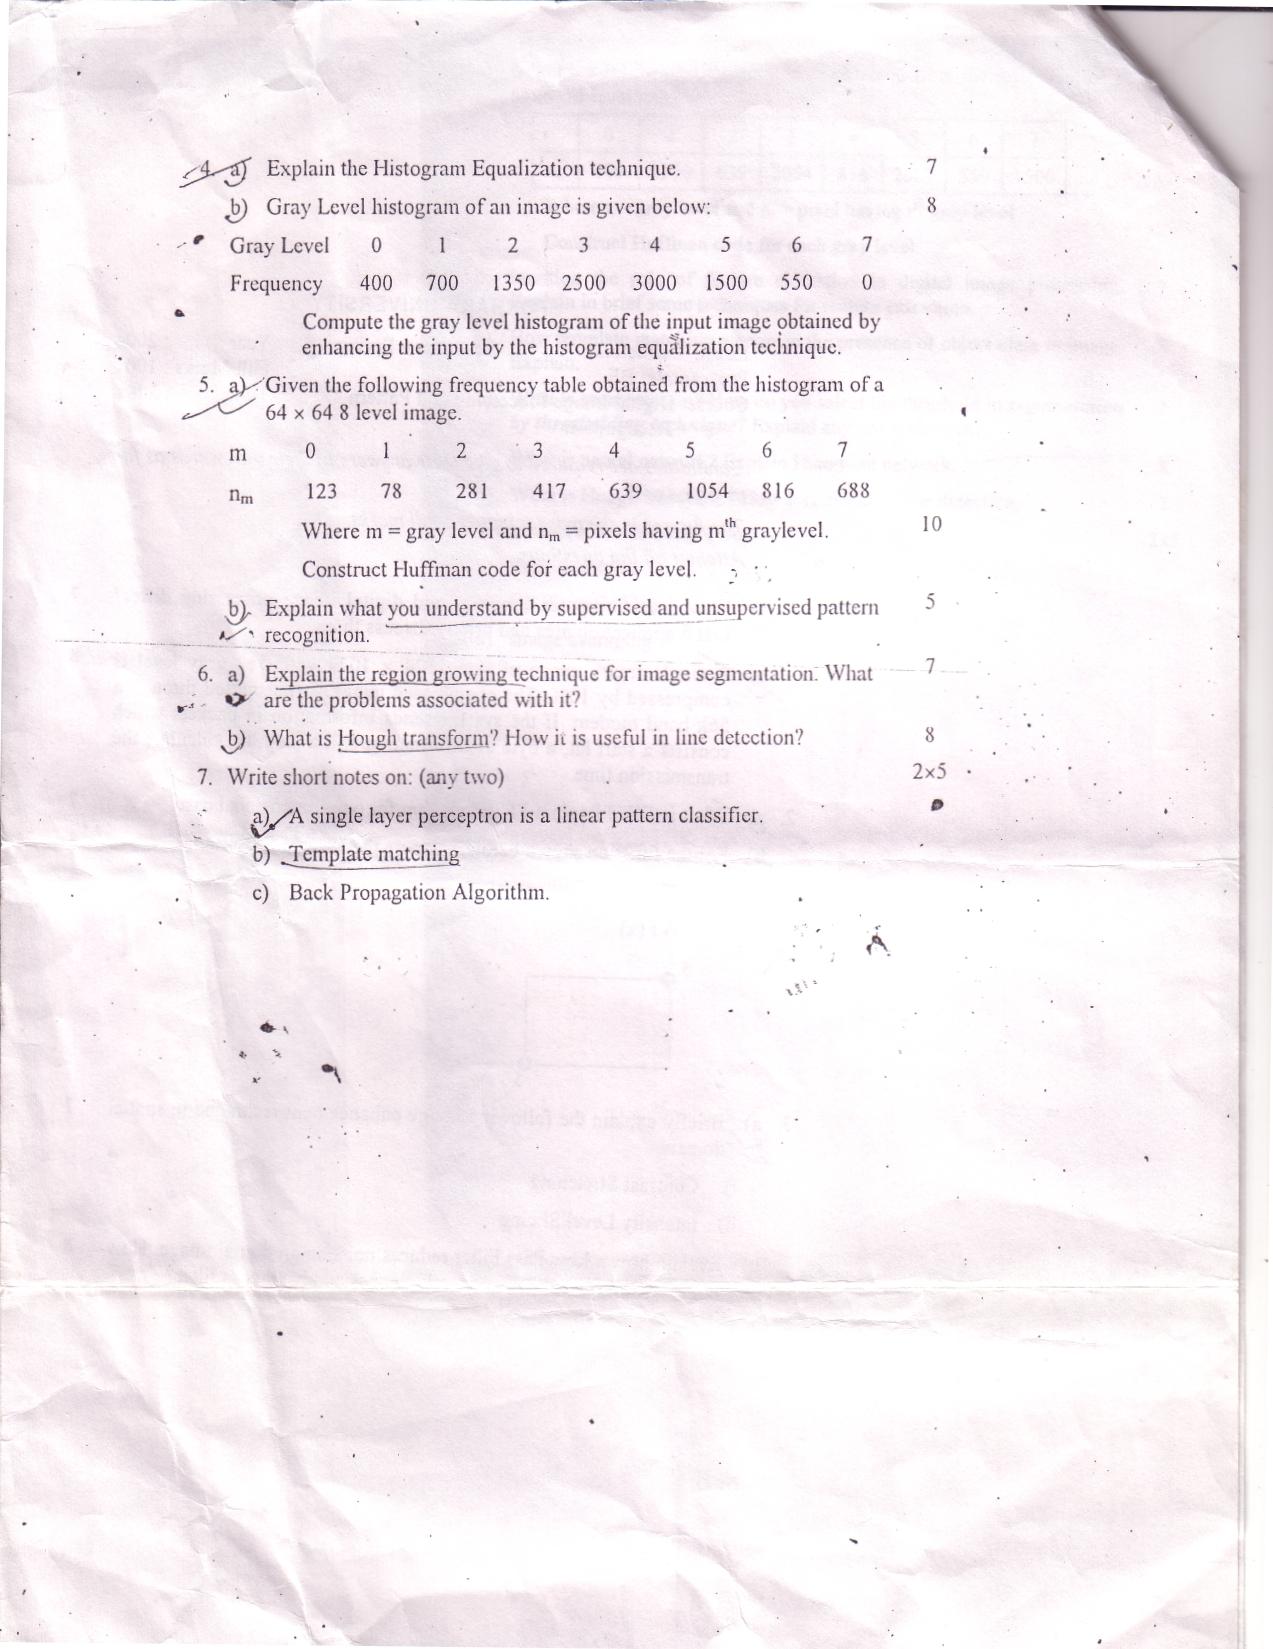 4. a) Explain the Histogram Equalization technique. 7
b) Gray Level histogram of an image is given below: 8
Gray Level 0 1 2 3 4 5 6 7
Frequency 400 700 1350 2500 3000 1500 550 0
Compute the gray level histogram of the input image obtained by
enhancing the input by the histogram equalization technique.
5. a) Given the following frequency table obtained from the histogram of a
64 × 64 8 level image.
m 0 1 2 3 4 5 6 7
nm 123 78 281 417 639 1054 816 688
Where m = gray level and nm = pixels having mth graylevel. 10
Construct Huffman code for each gray level.
b) Explain what you understand by supervised and unsupervised pattern 5
recognition.
6. a) Explain the region growing technique for image segmentation. What 7
are the problems associated with it?
b) What is Hough transform? How it is useful in line detection? 8
7. Write short notes on: (any two) 2×5
a) A single layer perceptron is a linear pattern classifier.
b) Template matching
c) Back Propagation Algorithm.